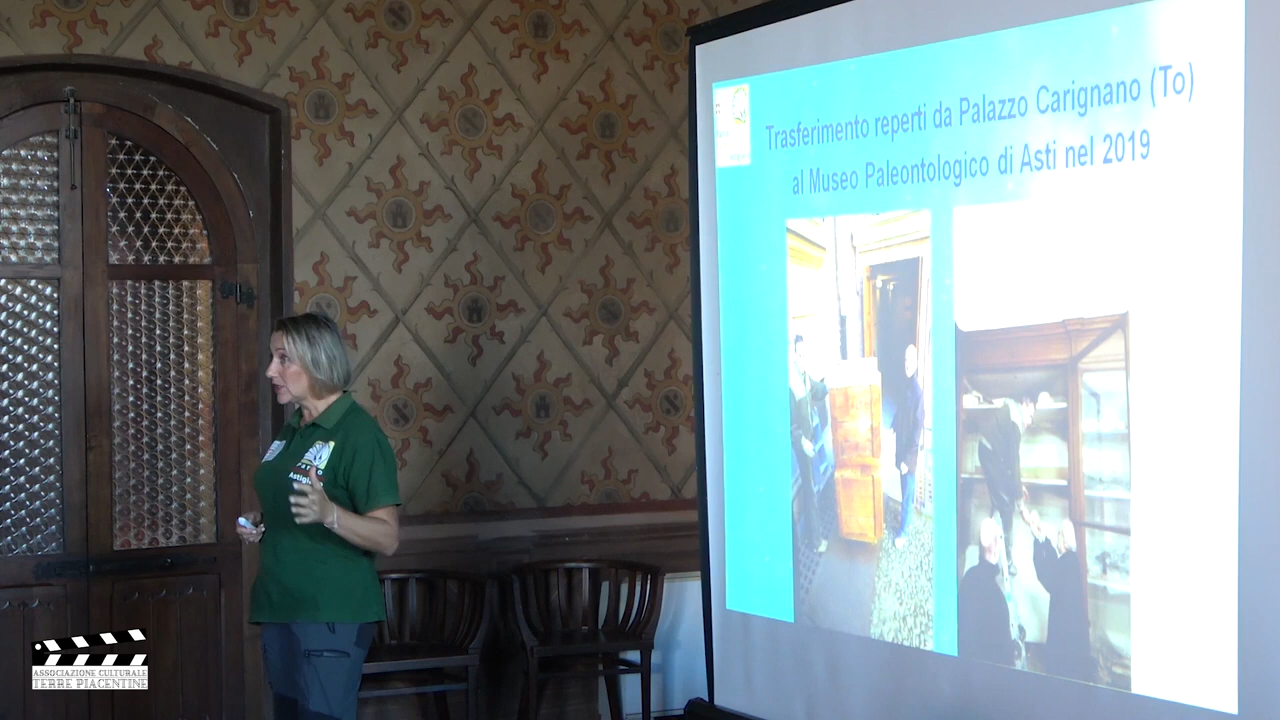 Trasferimento reperti da Palazzo Carignano (To)
al Museo Paleontologico di Asti nel 2019
ASSOCIAZIONE CULTURALE
TERRE PIACENTINE